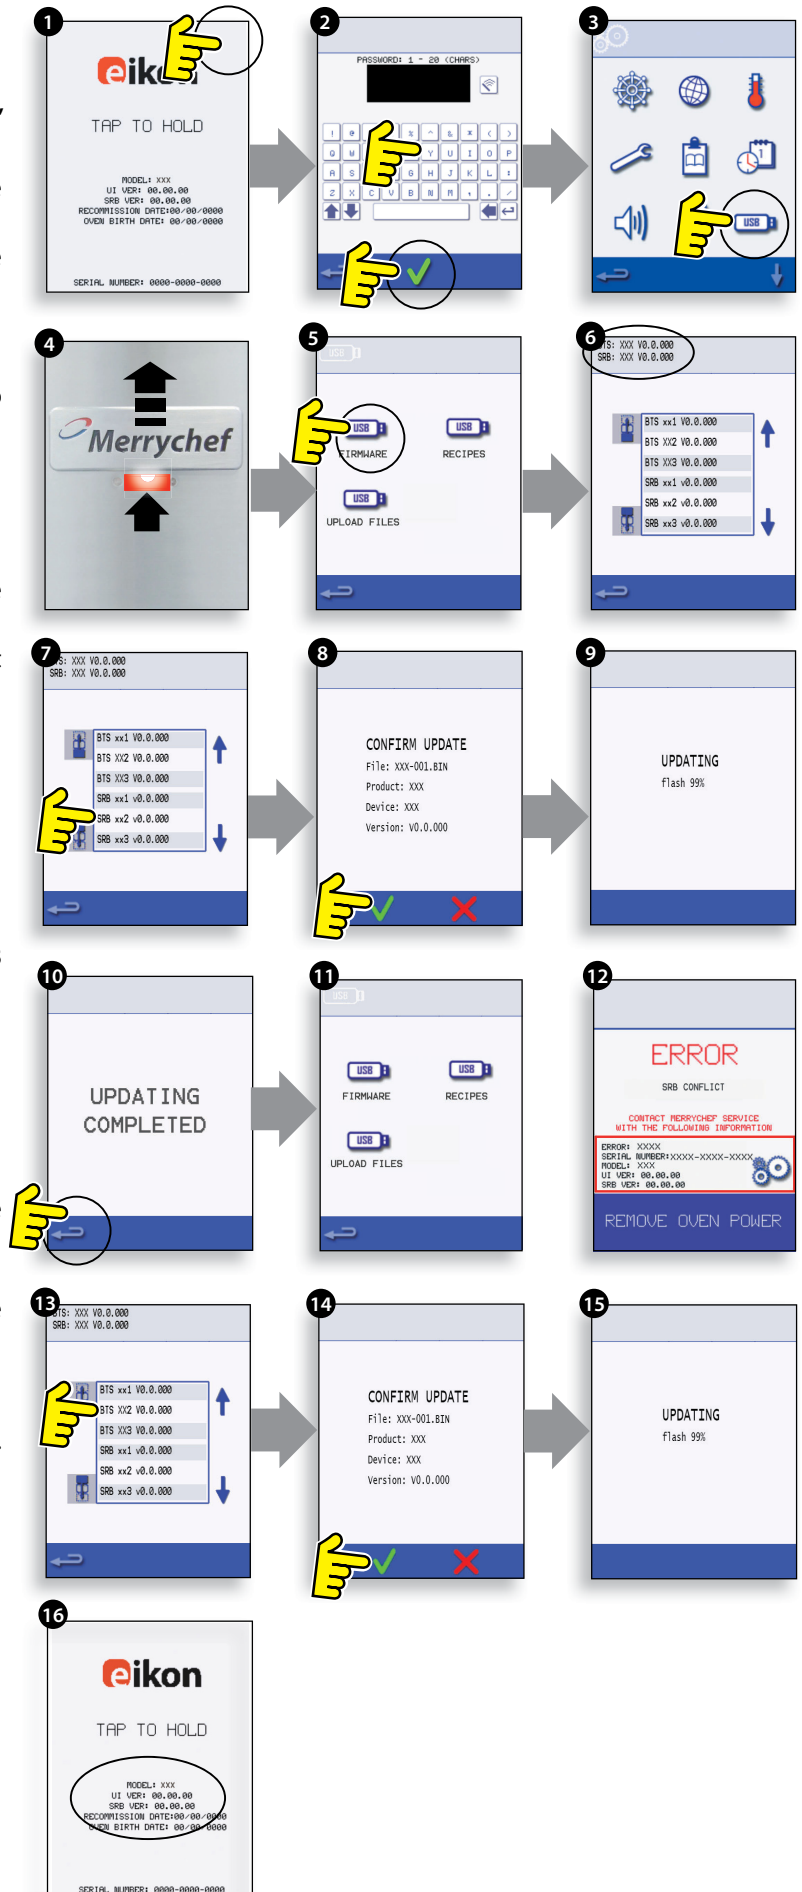 1
eikon
TAP TO HOLD
MODEL: XXX
UI VER: 00.00.00
SRB VER: 00.00.00
RECOMMISSION DATE:00/00/0000
OVEN BIRTH DATE: 00/00/0000
SERIAL NUMBER: 0000-0000-0000
2
PASSWORD: 1 - 20 (CHARS)
! @ % ^ & * ( )
Q W Y U I O P
A S G H J K L :
Z X C V B N M , . /
3
1
USB
4
Merrychef
5
USB
USB
FIRMWARE
USB
RECIPES
USB
UPLOAD FILES
6
BTS: XXX V0.0.000
SRB: XXX V0.0.000
BTS xx1 V0.0.000
BTS XX2 V0.0.000
BTS XX3 V0.0.000
SRB xx1 v0.0.000
SRB xx2 v0.0.000
SRB xx3 v0.0.000
7
BTS: XXX V0.0.000
SRB: XXX V0.0.000
BTS xx1 V0.0.000
BTS XX2 V0.0.000
BTS XX3 V0.0.000
SRB xx1 v0.0.000
SRB xx2 v0.0.000
SRB xx3 v0.0.000
8
CONFIRM UPDATE
File: XXX-001.BIN
Product: XXX
Device: XXX
Version: V0.0.000
9
UPDATING
flash 99%
10
UPDATING
COMPLETED
11
USB
USB
FIRMWARE
USB
RECIPES
USB
UPLOAD FILES
12
ERROR
SRB CONFLICT
CONTACT MERRYCHEF SERVICE
WITH THE FOLLOWING INFORMATION
ERROR: XXXX
SERIAL NUMBER:XXXX-XXXX-XXXX
MODEL: XXX
UI VER: 00.00.00
SRB VER: 00.00.00
REMOVE OVEN POWER
13
BTS: XXX V0.0.000
SRB: XXX V0.0.000
BTS xx1 V0.0.000
BTS XX2 V0.0.000
BTS XX3 V0.0.000
SRB xx1 v0.0.000
SRB xx2 v0.0.000
SRB xx3 v0.0.000
14
CONFIRM UPDATE
File: XXX-001.BIN
Product: XXX
Device: XXX
Version: V0.0.000
15
UPDATING
flash 99%
16
eikon
TAP TO HOLD
MODEL: XXX
UI VER: 00.00.00
SRB VER: 00.00.00
RECOMMISSION DATE:00/00/0000
OVEN BIRTH DATE: 00/00/0000
SERIAL NUMBER: 0000-0000-0000